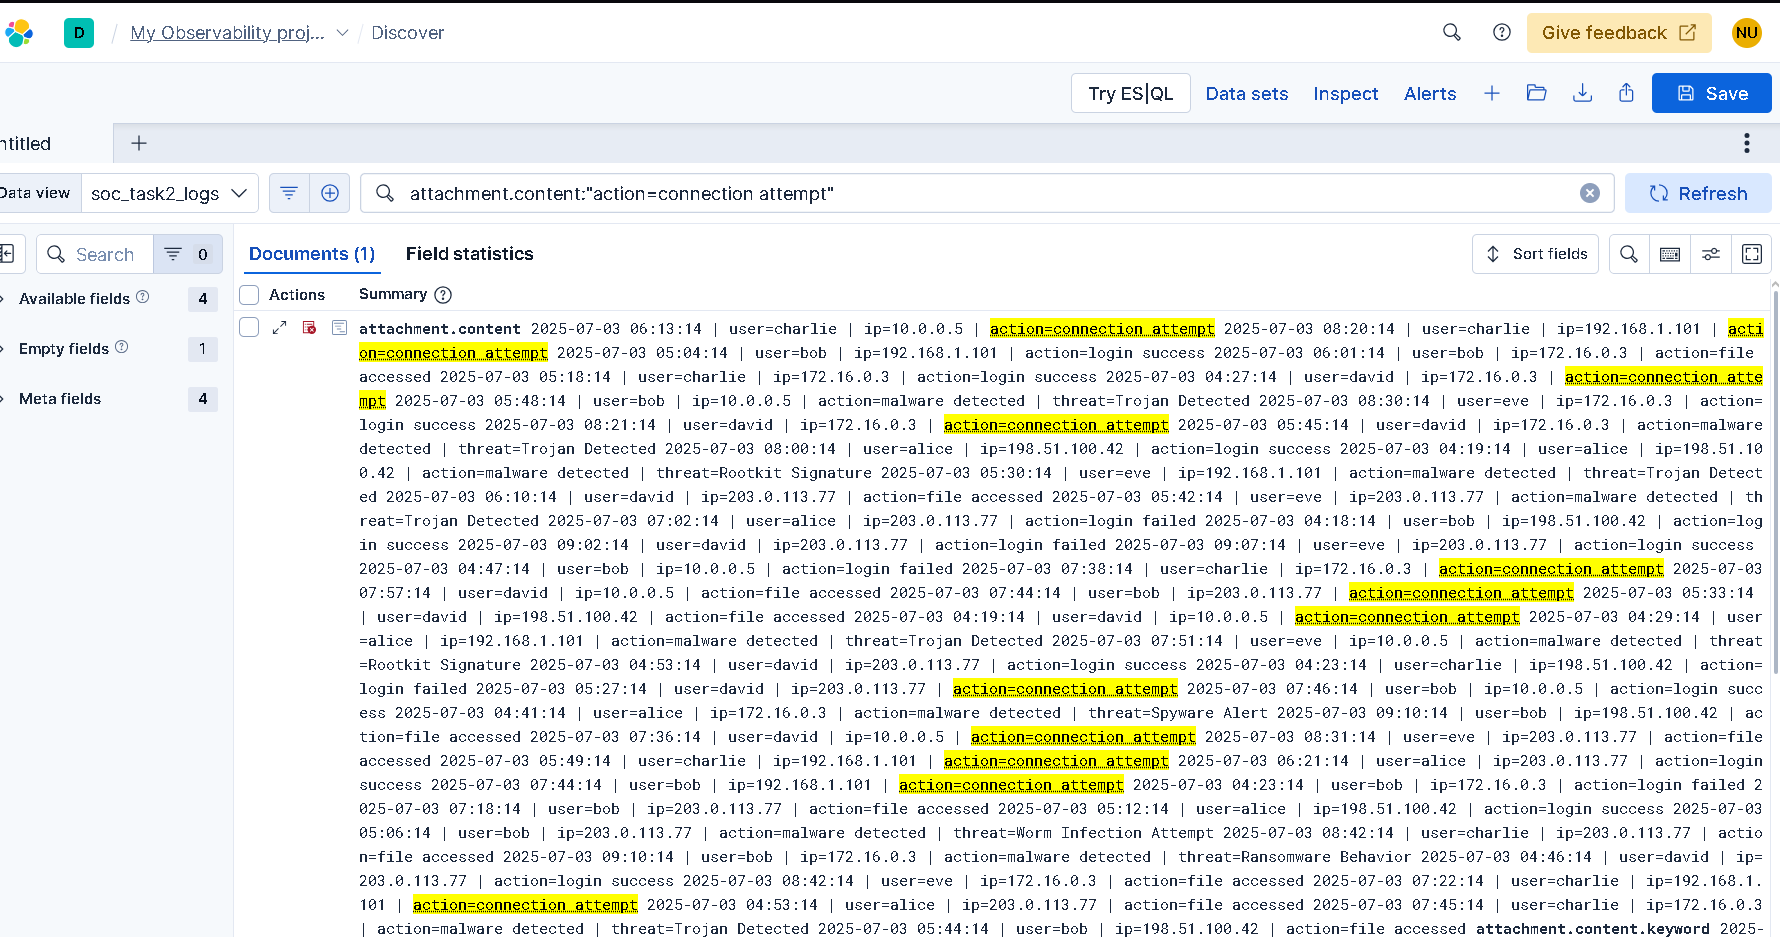 D / My Observability proj... / Discover Give feedback NU
Try ES|QL Data sets Inspect Alerts Save
ntitled
Data view soc_task2_logs attachment.content:"action=connection attempt" Refresh
Search 0 Documents (1) Field statistics Sort fields
Available fields 4
Empty fields 1
Meta fields 4
Actions Summary
attachment.content 2025-07-03 06:13:14 | user=charlie | ip=10.0.0.5 | action=connection attempt 2025-07-03 08:20:14 | user=charlie | ip=192.168.1.101 | acti
on=connection attempt 2025-07-03 05:04:14 | user=bob | ip=192.168.1.101 | action=login success 2025-07-03 06:01:14 | user=bob | ip=172.16.0.3 | action=file
accessed 2025-07-03 05:18:14 | user=charlie | ip=172.16.0.3 | action=login success 2025-07-03 04:27:14 | user=david | ip=172.16.0.3 | action=connection atte
mpt 2025-07-03 05:48:14 | user=bob | ip=10.0.0.5 | action=malware detected | threat=Trojan Detected 2025-07-03 08:30:14 | user=eve | ip=172.16.0.3 | action=
login success 2025-07-03 08:21:14 | user=david | ip=172.16.0.3 | action=connection attempt 2025-07-03 05:45:14 | user=david | ip=172.16.0.3 | action=malware
detected | threat=Trojan Detected 2025-07-03 08:00:14 | user=alice | ip=198.51.100.42 | action=login success 2025-07-03 04:19:14 | user=alice | ip=198.51.10
0.42 | action=malware detected | threat=Rootkit Signature 2025-07-03 05:30:14 | user=eve | ip=192.168.1.101 | action=malware detected | threat=Trojan Detect
ed 2025-07-03 06:10:14 | user=david | ip=203.0.113.77 | action=file accessed 2025-07-03 05:42:14 | user=eve | ip=203.0.113.77 | action=malware detected | th
reat=Trojan Detected 2025-07-03 07:02:14 | user=alice | ip=203.0.113.77 | action=login failed 2025-07-03 04:18:14 | user=bob | ip=198.51.100.42 | action=log
in success 2025-07-03 09:02:14 | user=david | ip=203.0.113.77 | action=login failed 2025-07-03 09:07:14 | user=eve | ip=203.0.113.77 | action=login success
2025-07-03 04:47:14 | user=bob | ip=10.0.0.5 | action=login failed 2025-07-03 07:38:14 | user=charlie | ip=172.16.0.3 | action=connection attempt 2025-07-03
07:57:14 | user=david | ip=10.0.0.5 | action=file accessed 2025-07-03 07:44:14 | user=bob | ip=203.0.113.77 | action=connection attempt 2025-07-03 05:33:14
| user=david | ip=198.51.100.42 | action=file accessed 2025-07-03 04:19:14 | user=david | ip=10.0.0.5 | action=connection attempt 2025-07-03 04:29:14 | user
=alice | ip=192.168.1.101 | action=malware detected | threat=Trojan Detected 2025-07-03 07:51:14 | user=eve | ip=10.0.0.5 | action=malware detected | threat
=Rootkit Signature 2025-07-03 04:53:14 | user=david | ip=203.0.113.77 | action=login success 2025-07-03 04:23:14 | user=charlie | ip=198.51.100.42 | action=
login failed 2025-07-03 05:27:14 | user=david | ip=203.0.113.77 | action=connection attempt 2025-07-03 07:46:14 | user=bob | ip=10.0.0.5 | action=login succ
ess 2025-07-03 04:41:14 | user=alice | ip=172.16.0.3 | action=malware detected | threat=Spyware Alert 2025-07-03 09:10:14 | user=bob | ip=198.51.100.42 | ac
tion=file accessed 2025-07-03 07:36:14 | user=david | ip=10.0.0.5 | action=connection attempt 2025-07-03 08:31:14 | user=eve | ip=203.0.113.77 | action=file
accessed 2025-07-03 05:49:14 | user=charlie | ip=192.168.1.101 | action=connection attempt 2025-07-03 06:21:14 | user=alice | ip=203.0.113.77 | action=login
success 2025-07-03 07:44:14 | user=bob | ip=192.168.1.101 | action=connection attempt 2025-07-03 04:23:14 | user=bob | ip=172.16.0.3 | action=login failed 2
025-07-03 07:18:14 | user=bob | ip=203.0.113.77 | action=file accessed 2025-07-03 05:12:14 | user=alice | ip=198.51.100.42 | action=login success 2025-07-03
05:06:14 | user=bob | ip=203.0.113.77 | action=malware detected | threat=Worm Infection Attempt 2025-07-03 08:42:14 | user=charlie | ip=203.0.113.77 | actio
n=file accessed 2025-07-03 09:10:14 | user=bob | ip=172.16.0.3 | action=malware detected | threat=Ransomware Behavior 2025-07-03 04:46:14 | user=david | ip=
203.0.113.77 | action=login success 2025-07-03 08:42:14 | user=eve | ip=172.16.0.3 | action=file accessed 2025-07-03 07:22:14 | user=charlie | ip=192.168.1.
101 | action=connection attempt 2025-07-03 04:53:14 | user=alice | ip=203.0.113.77 | action=file accessed 2025-07-03 07:45:14 | user=charlie | ip=172.16.0.3
| action=malware detected | threat=Trojan Detected 2025-07-03 05:44:14 | user=bob | ip=198.51.100.42 | action=file accessed attachment.content.keyword 2025-